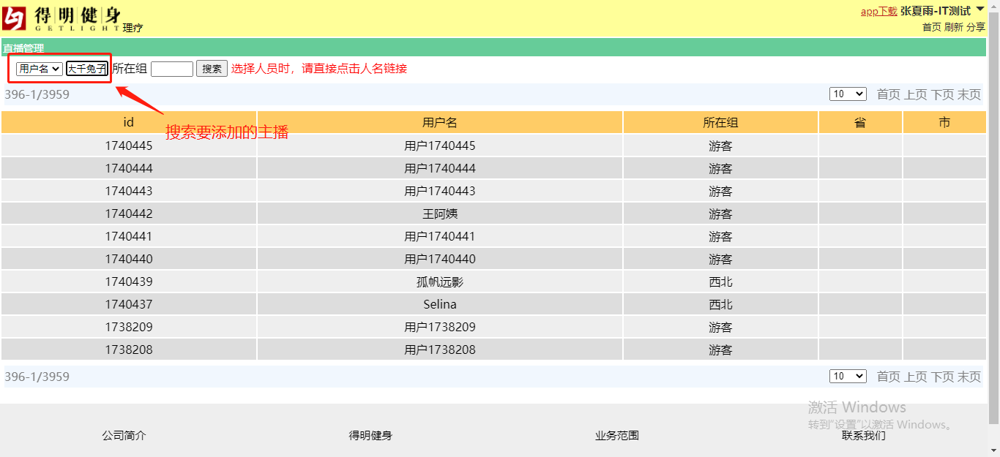 得明健身 app下载 张夏雨-IT测试
GETLIGHT 理疗 首页 刷新 分享
直播管理
用户名 大千兔子 所在组 搜索 选择人员时，请直接点击人名链接
396-1/3959 10 首页 上页 下页 末页
id 用户名 所在组 省 市
搜索要添加的主播
1740445 用户1740445 游客
1740444 用户1740444 游客
1740443 用户1740443 游客
1740442 王阿姨 游客
1740441 用户1740441 游客
1740440 用户1740440 游客
1740439 孤帆远影 西北
1740437 Selina 西北
1738209 用户1738209 游客
1738208 用户1738208 游客
396-1/3959 10 首页 上页 下页 末页
激活 Windows
转到"设置"以激活 Windows。
公司简介 得明健身 业务范围 联系我们